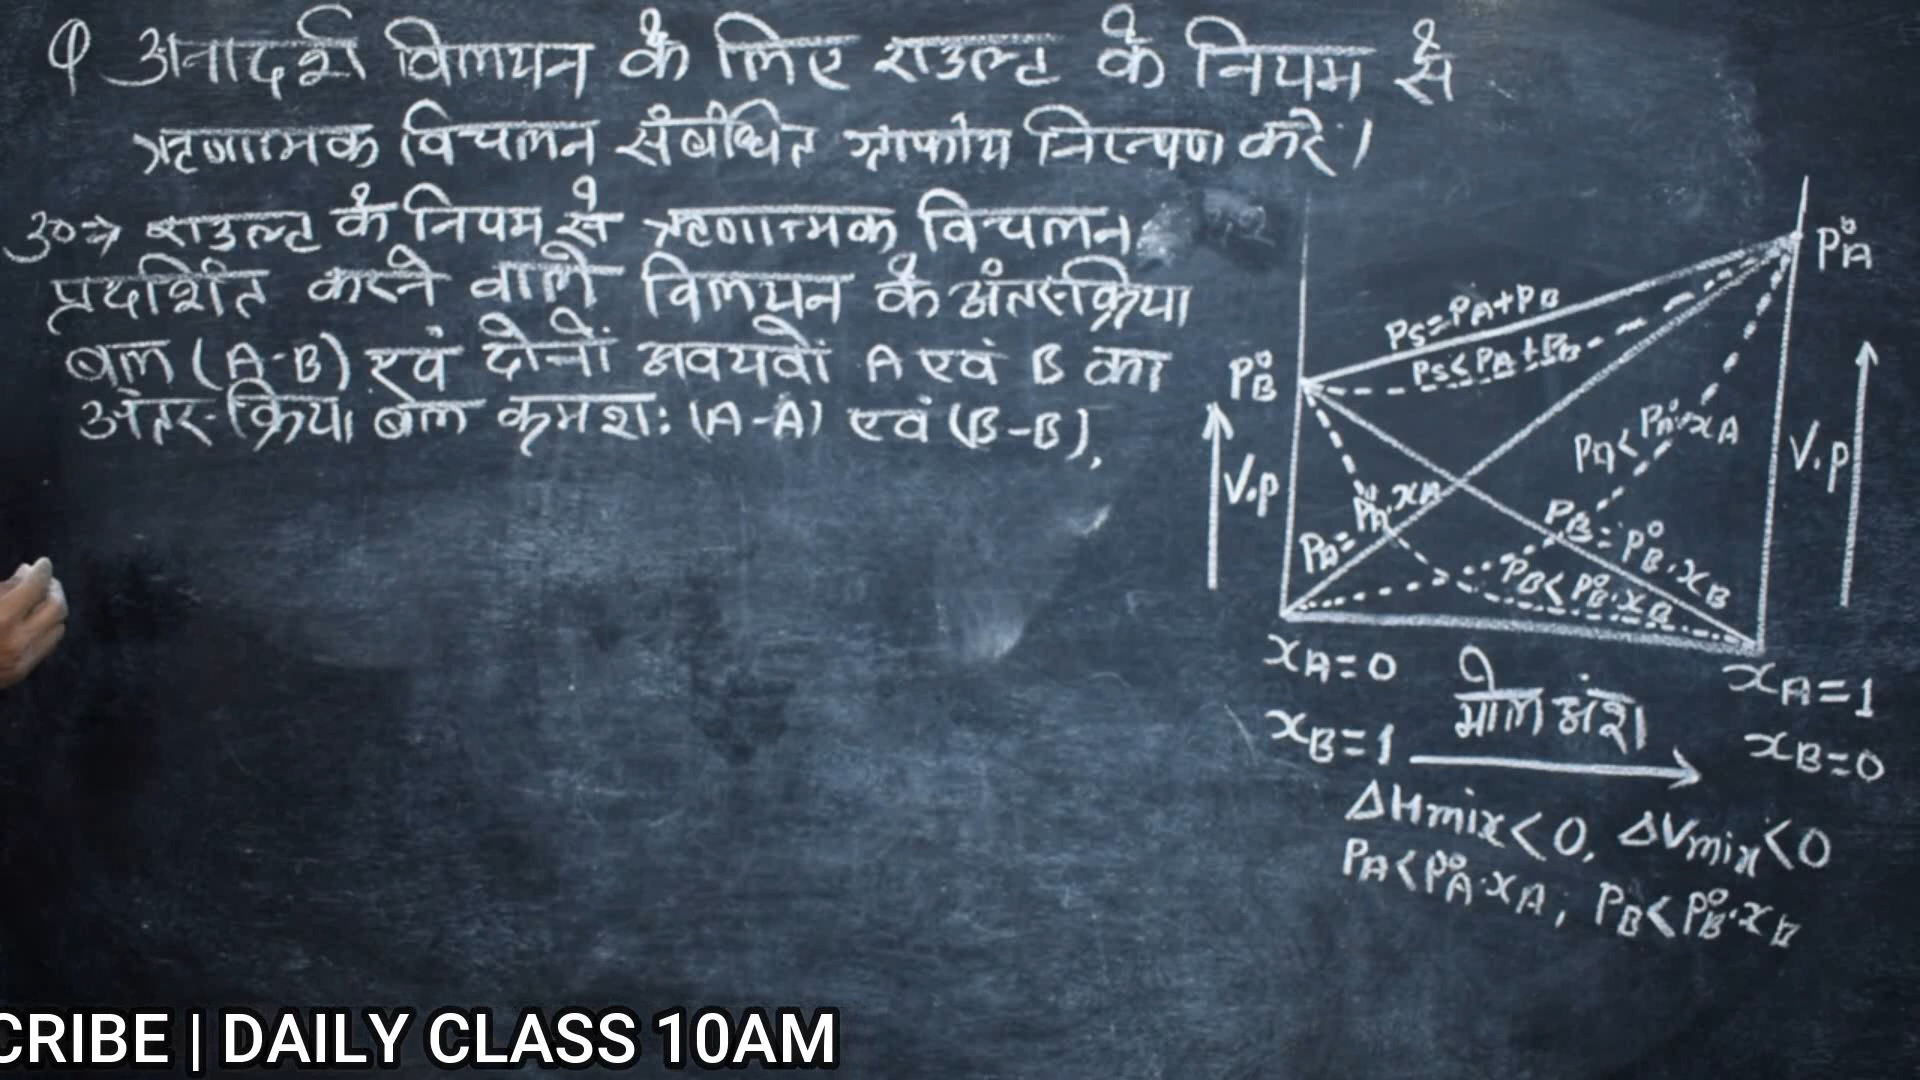 Q अनादर्श विलयन के लिए राउल्ट के नियम से
ऋणात्मक विचलन संबंधित ग्राफीय निरूपण करें।
उ०⇒ राउल्ट के नियम से ऋणात्मक विचलन
प्रदर्शित करने वाले विलयन के अंतरक्रिया
बल (A-B) एवं दोनों अवयवों A एवं B का
अंतर-क्रिया बल क्रमशः (A-A) एवं (B-B),
P°A
Ps=PA+PB
Ps<PA+PB
P°B
PA<P°A·xA
V.P
V.P
PA=P°A·xA
PB=P°B·xB
PB<P°B·xB
xA=0
मोल अंश
xA=1
xB=1
xB=0
ΔHmix<0, ΔVmix<0
PA<P°A·xA; PB<P°B·xB
CRIBE | DAILY CLASS 10AM